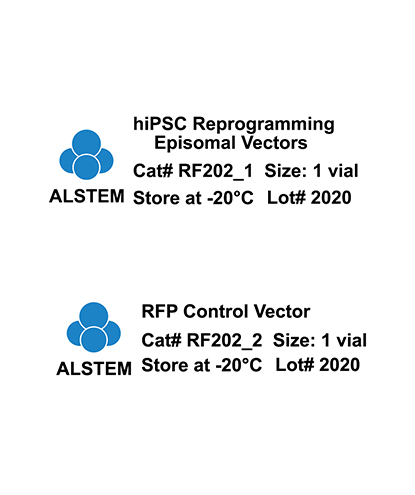 hiPSC Reprogramming
Episomal Vectors
Cat# RF202_1 Size: 1 vial
ALSTEM Store at -20°C Lot# 2020
RFP Control Vector
Cat# RF202_2 Size: 1 vial
ALSTEM Store at -20°C Lot# 2020